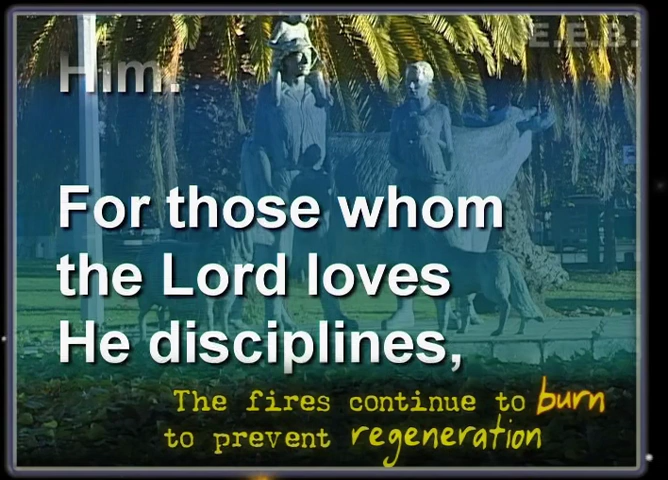 E.E.B.
Him.
For those whom
the Lord loves
He disciplines,
The fires continue to burn
to prevent regeneration